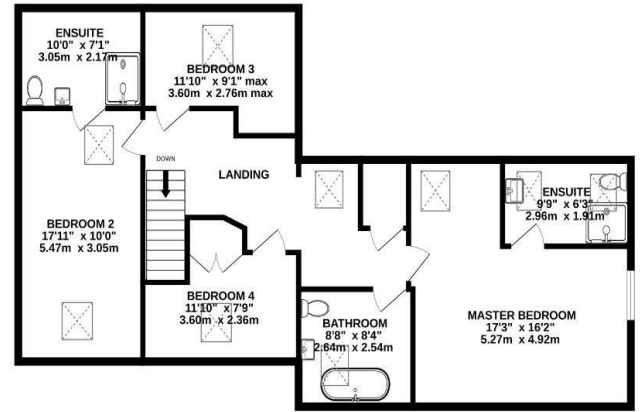 ENSUITE
10'0" x 7'1"
3.05m x 2.17m
BEDROOM 3
11'10" x 9'1" max
3.60m x 2.76m max
DOWN
LANDING
BEDROOM 2
17'11" x 10'0"
5.47m x 3.05m
BEDROOM 4
11'10" x 7'9"
3.60m x 2.36m
BATHROOM
8'8" x 8'4"
2.64m x 2.54m
ENSUITE
9'9" x 6'3"
2.96m x 1.91m
MASTER BEDROOM
17'3" x 16'2"
5.27m x 4.92m